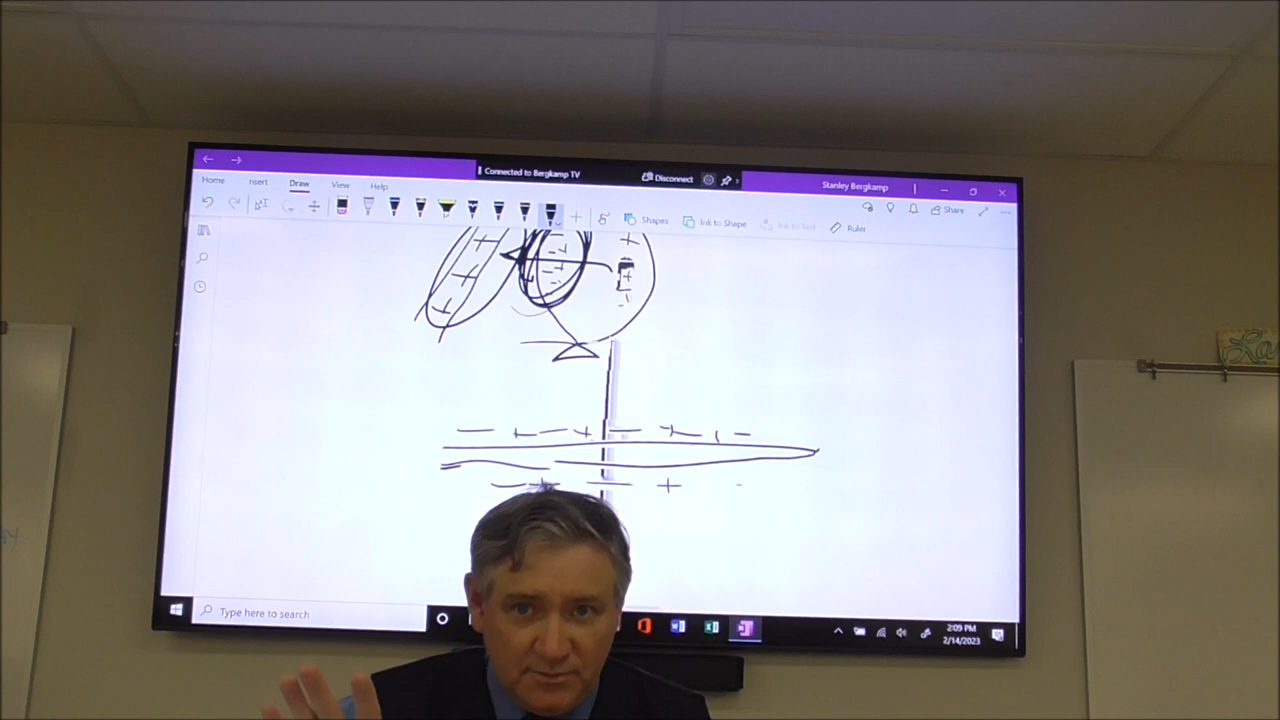 Connected to Bergkamp TV
Disconnect
Stanley Bergkamp
Home
nsert
Draw
View
Help
Shapes
Ink to Shape
Ink to Text
Ruler
Share
+ +
+ - +
+ +
- + - + - + - + -
- + - + -
Type here to search
2:09 PM
2/14/2023